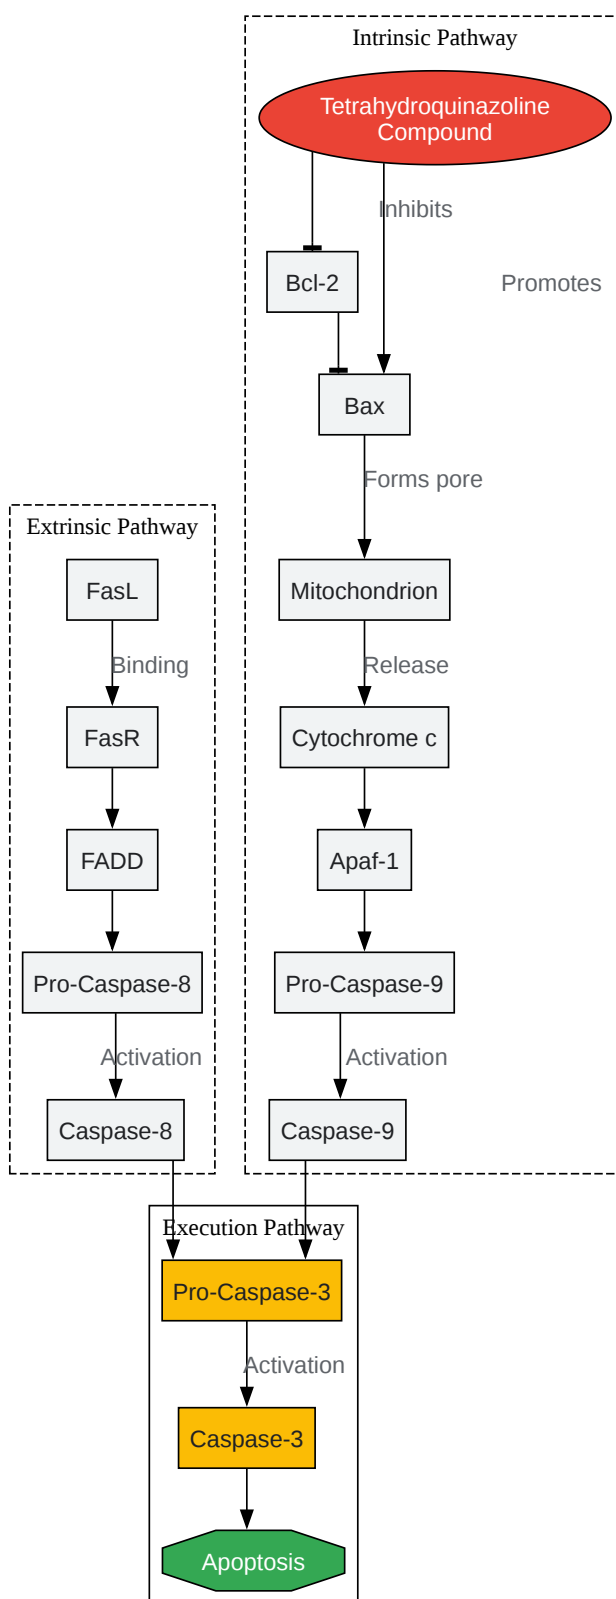 Intrinsic Pathway
Tetrahydroquinazoline
Compound
Inhibits
Bcl-2
Promotes
Bax
Forms pore
Extrinsic Pathway
FasL
Mitochondrion
Binding
Release
FasR
Cytochrome c
FADD
Apaf-1
Pro-Caspase-8
Pro-Caspase-9
Activation
Activation
Caspase-8
Caspase-9
Execution Pathway
Pro-Caspase-3
Activation
Caspase-3
Apoptosis